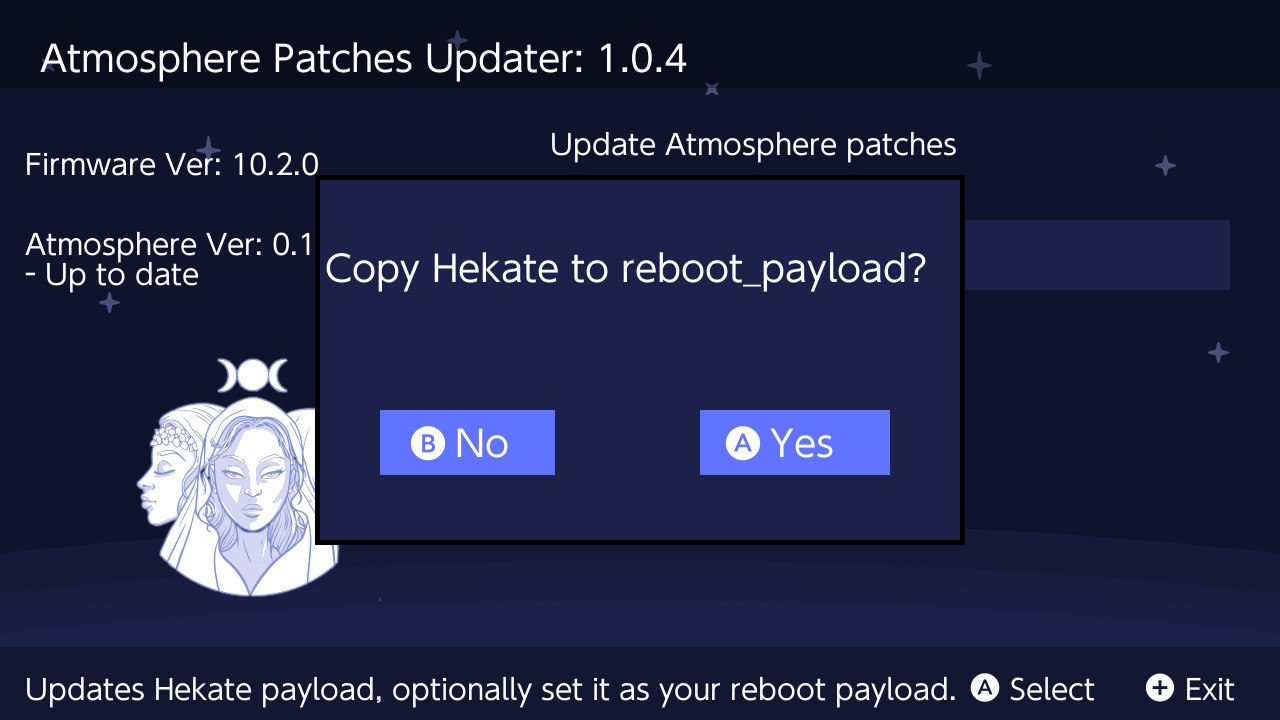 Atmosphere Patches Updater: 1.0.4
Update Atmosphere patches
Firmware Ver: 10.2.0
Atmosphere Ver: 0.1
- Up to date
Copy Hekate to reboot_payload?
B No
A Yes
Updates Hekate payload, optionally set it as your reboot payload. A Select + Exit